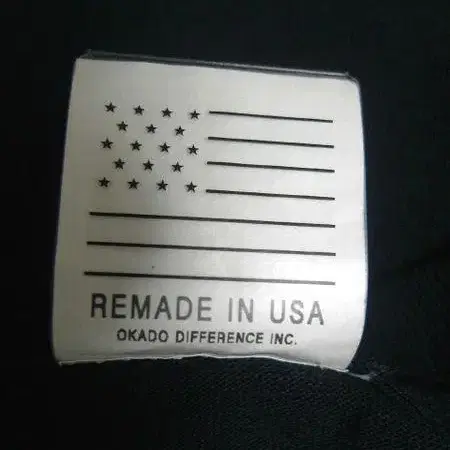 REMADE IN USA
OKADO DIFFERENCE INC.